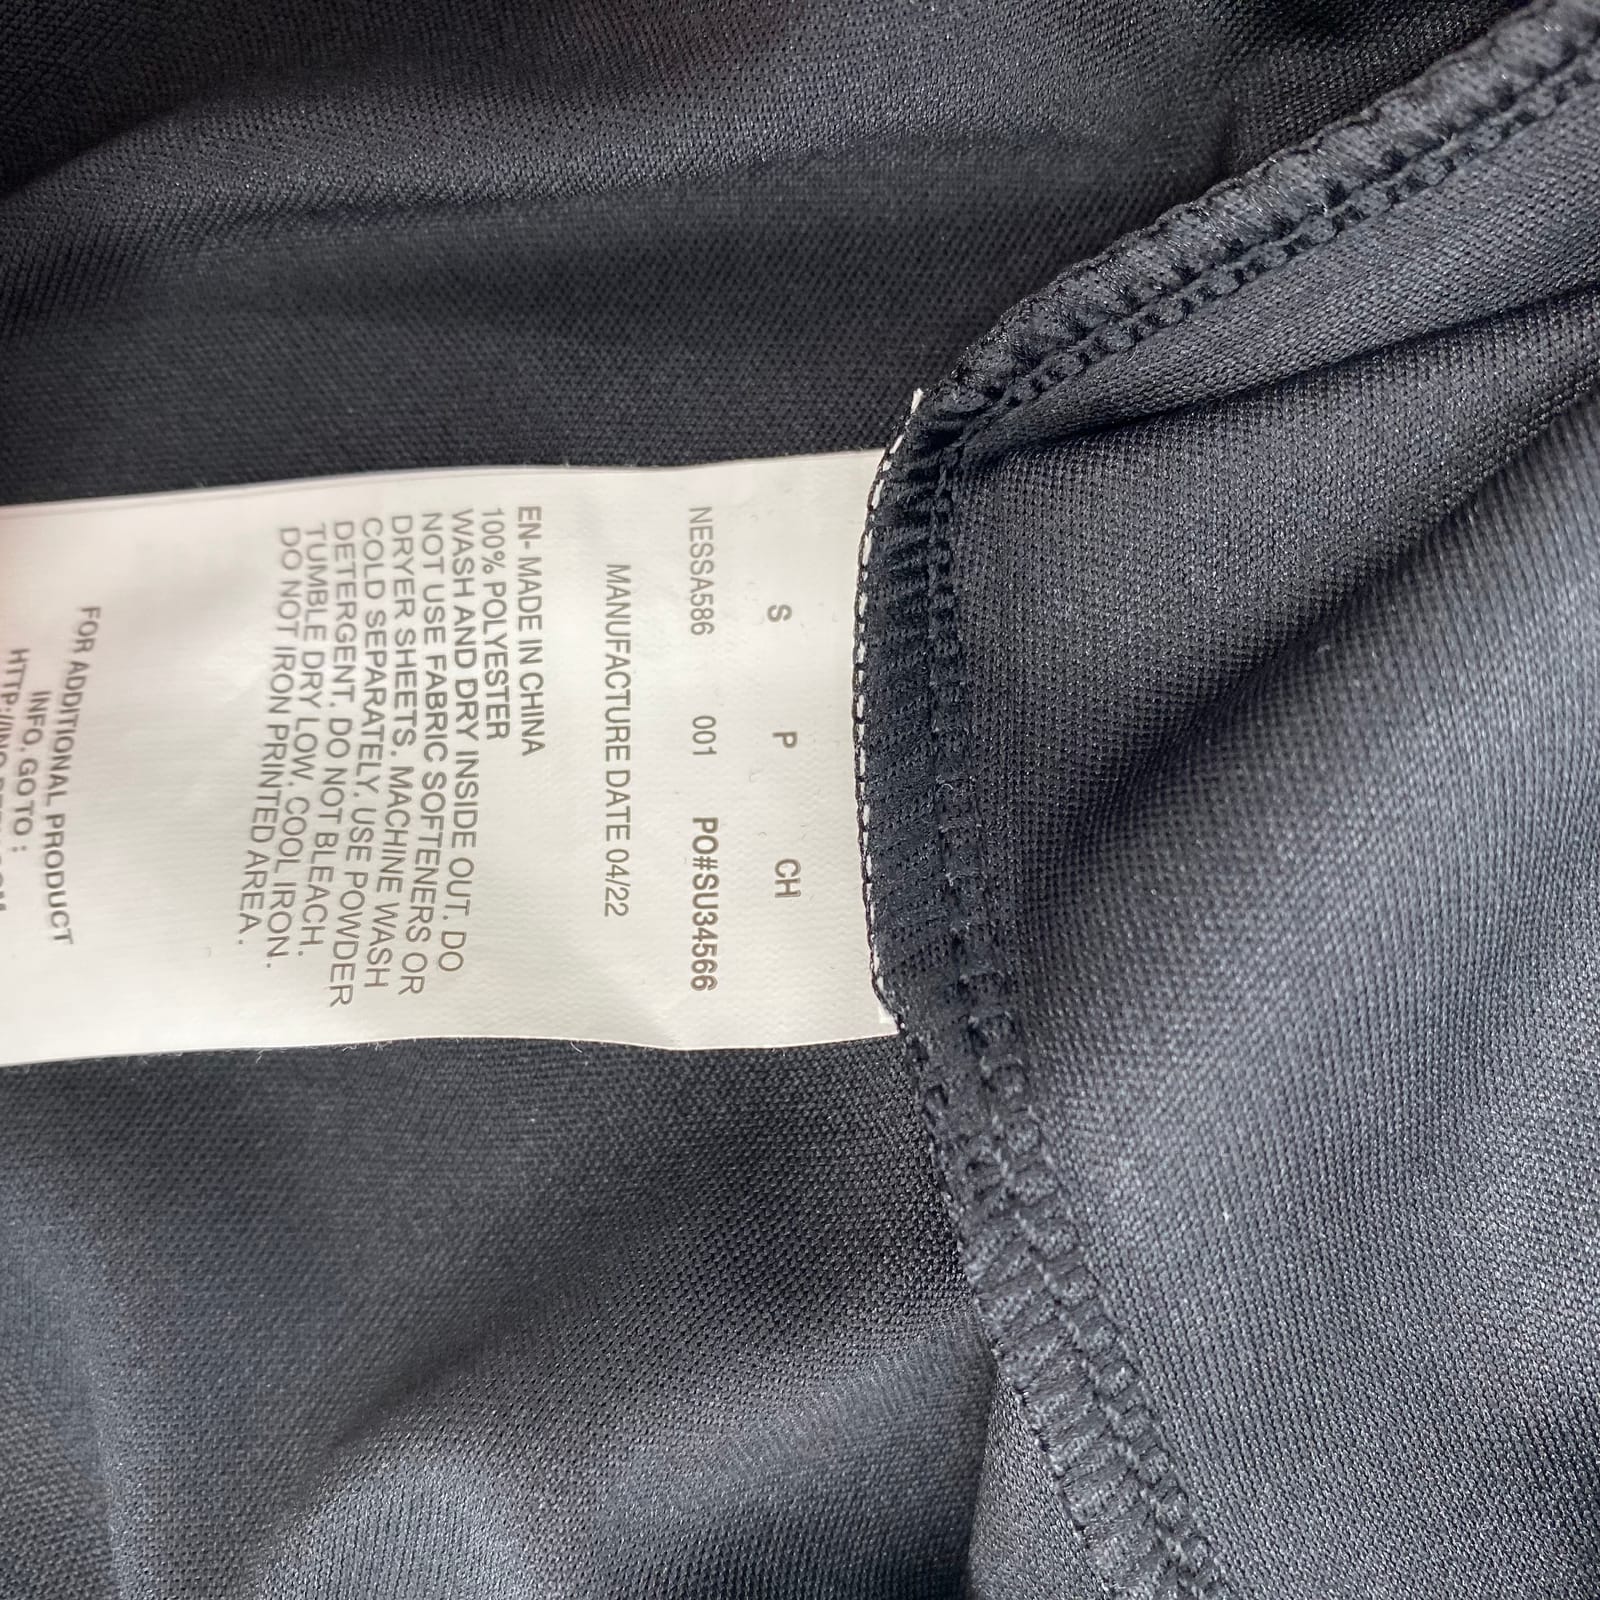 S P CH
NESSA586 001 PO#SU34566
MANUFACTURE DATE 04/22
EN- MADE IN CHINA
100% POLYESTER
WASH AND DRY INSIDE OUT. DO
NOT USE FABRIC SOFTENERS OR
DRYER SHEETS. MACHINE WASH
COLD SEPARATELY, USE POWDER
DETERGENT. DO NOT BLEACH.
TUMBLE DRY LOW. COOL IRON.
DO NOT IRON PRINTED AREA.
FOR ADDITIONAL PRODUCT
INFO. GO TO :